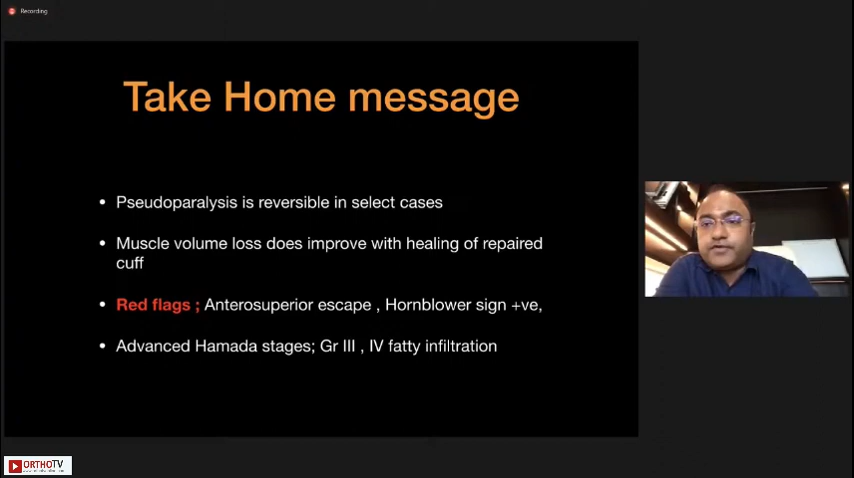 Recording
Take Home message
• Pseudoparalysis is reversible in select cases
• Muscle volume loss does improve with healing of repaired
cuff
• Red flags ; Anterosuperior escape , Hornblower sign +ve,
• Advanced Hamada stages; Gr III , IV fatty infiltration
ORTHOTV